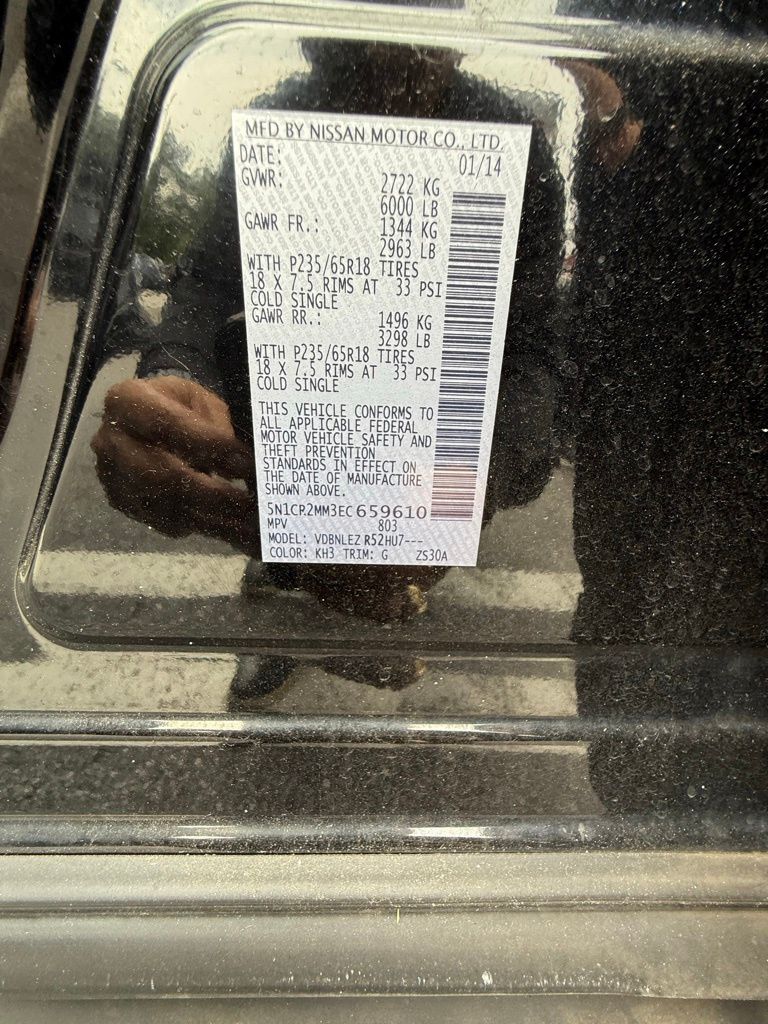 MFD BY NISSAN MOTOR CO., LTD.
DATE: 01/14
GVWR: 2722 KG
6000 LB
GAWR FR.: 1344 KG
2963 LB
WITH P235/65R18 TIRES
18 X 7.5 RIMS AT 33 PSI
COLD SINGLE
GAWR RR.: 1496 KG
3298 LB
WITH P235/65R18 TIRES
18 X 7.5 RIMS AT 33 PSI
COLD SINGLE
THIS VEHICLE CONFORMS TO
ALL APPLICABLE FEDERAL
MOTOR VEHICLE SAFETY AND
THEFT PREVENTION
STANDARDS IN EFFECT ON
THE DATE OF MANUFACTURE
SHOWN ABOVE.
5N1CR2MM3EC659610
MPV 803
MODEL: VDBNLEZ R52HU7---
COLOR: KH3 TRIM: G ZS30A